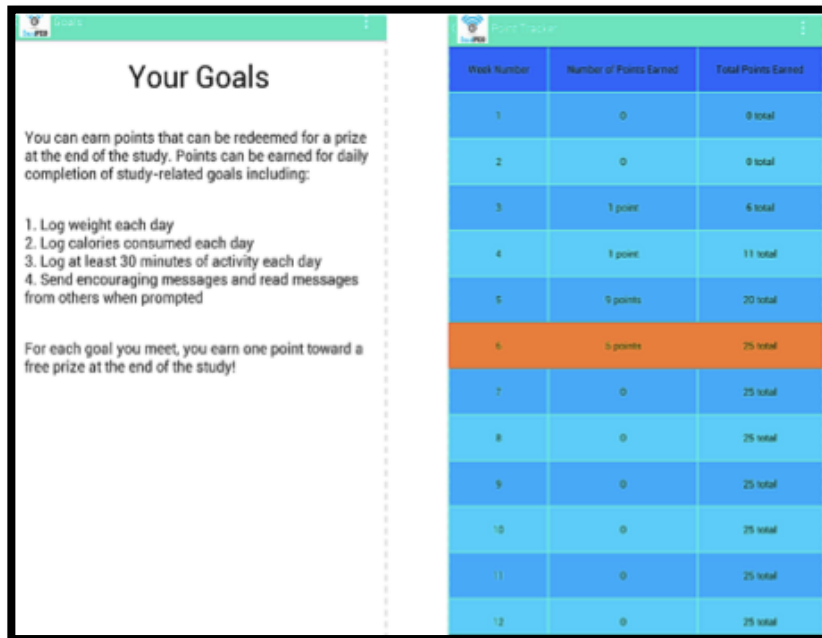 Goals
Your Goals
You can earn points that can be redeemed for a prize
at the end of the study. Points can be earned for daily
completion of study-related goals including:
1. Log weight each day
2. Log calories consumed each day
3. Log at least 30 minutes of activity each day
4. Send encouraging messages and read messages
from others when prompted
For each goal you meet, you earn one point toward a
free prize at the end of the study!
Point Tracker
Week Number Number of Points Earned Total Points Earned
1 0 0 total
2 0 0 total
3 1 point 6 total
4 1 point 11 total
5 9 points 20 total
6 points 25 total
7 0 25 total
8 0 25 total
9 0 25 total
10 0 25 total
11 0 25 total
12 0 25 total